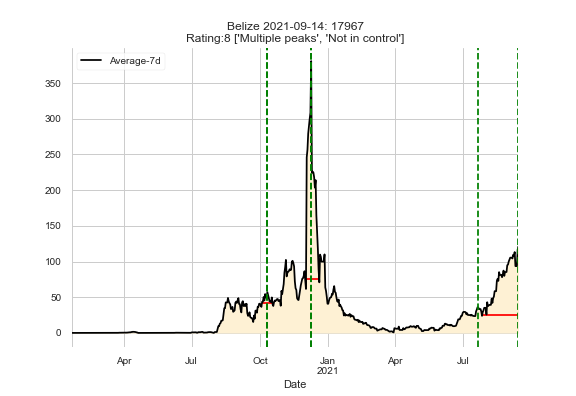 Belize 2021-09-14: 17967
Rating:8 ['Multiple peaks', 'Not in control']
Average-7d
350
300
250
200
150
100
50
0
Apr
Jul
Oct
Jan
2021
Apr
Jul
Date